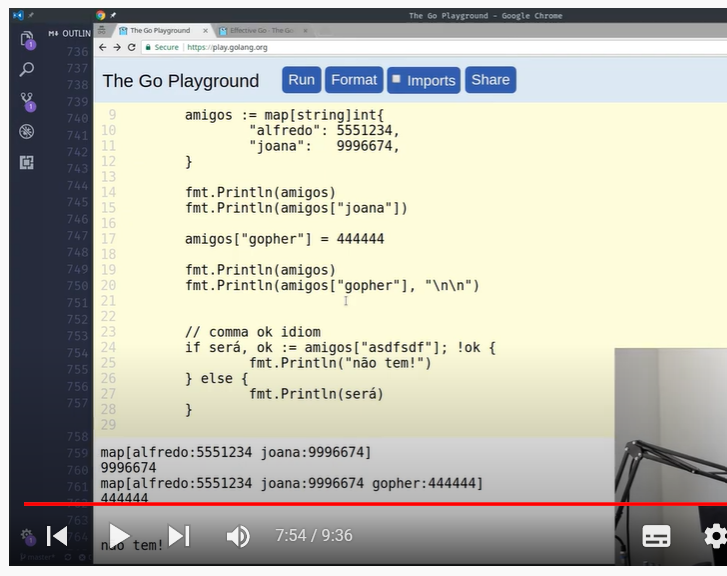 The Go Playground - Google Chrome
M↓ OUTLIN
The Go Playground
Effective Go - The Go
Secure
https://play.golang.org
The Go Playground
Run
Format
Imports
Share
736
737
738
739
740
741
742
743
744
745
746
747
748
749
750
751
752
753
754
755
756
757
758
759
760
761
763
764
1
1
1
9 amigos := map[string]int{
10 "alfredo": 5551234,
11 "joana": 9996674,
12 }
13
14 fmt.Println(amigos)
15 fmt.Println(amigos["joana"])
16
17 amigos["gopher"] = 444444
18
19 fmt.Println(amigos)
20 fmt.Println(amigos["gopher"], "\n\n")
21
22
23 // comma ok idiom
24 if será, ok := amigos["asdfsdf"]; !ok {
25 fmt.Println("não tem!")
26 } else {
27 fmt.Println(será)
28 }
29
map[alfredo:5551234 joana:9996674]
9996674
map[alfredo:5551234 joana:9996674 gopher:444444]
444444
não tem!
7:54 / 9:36
master*